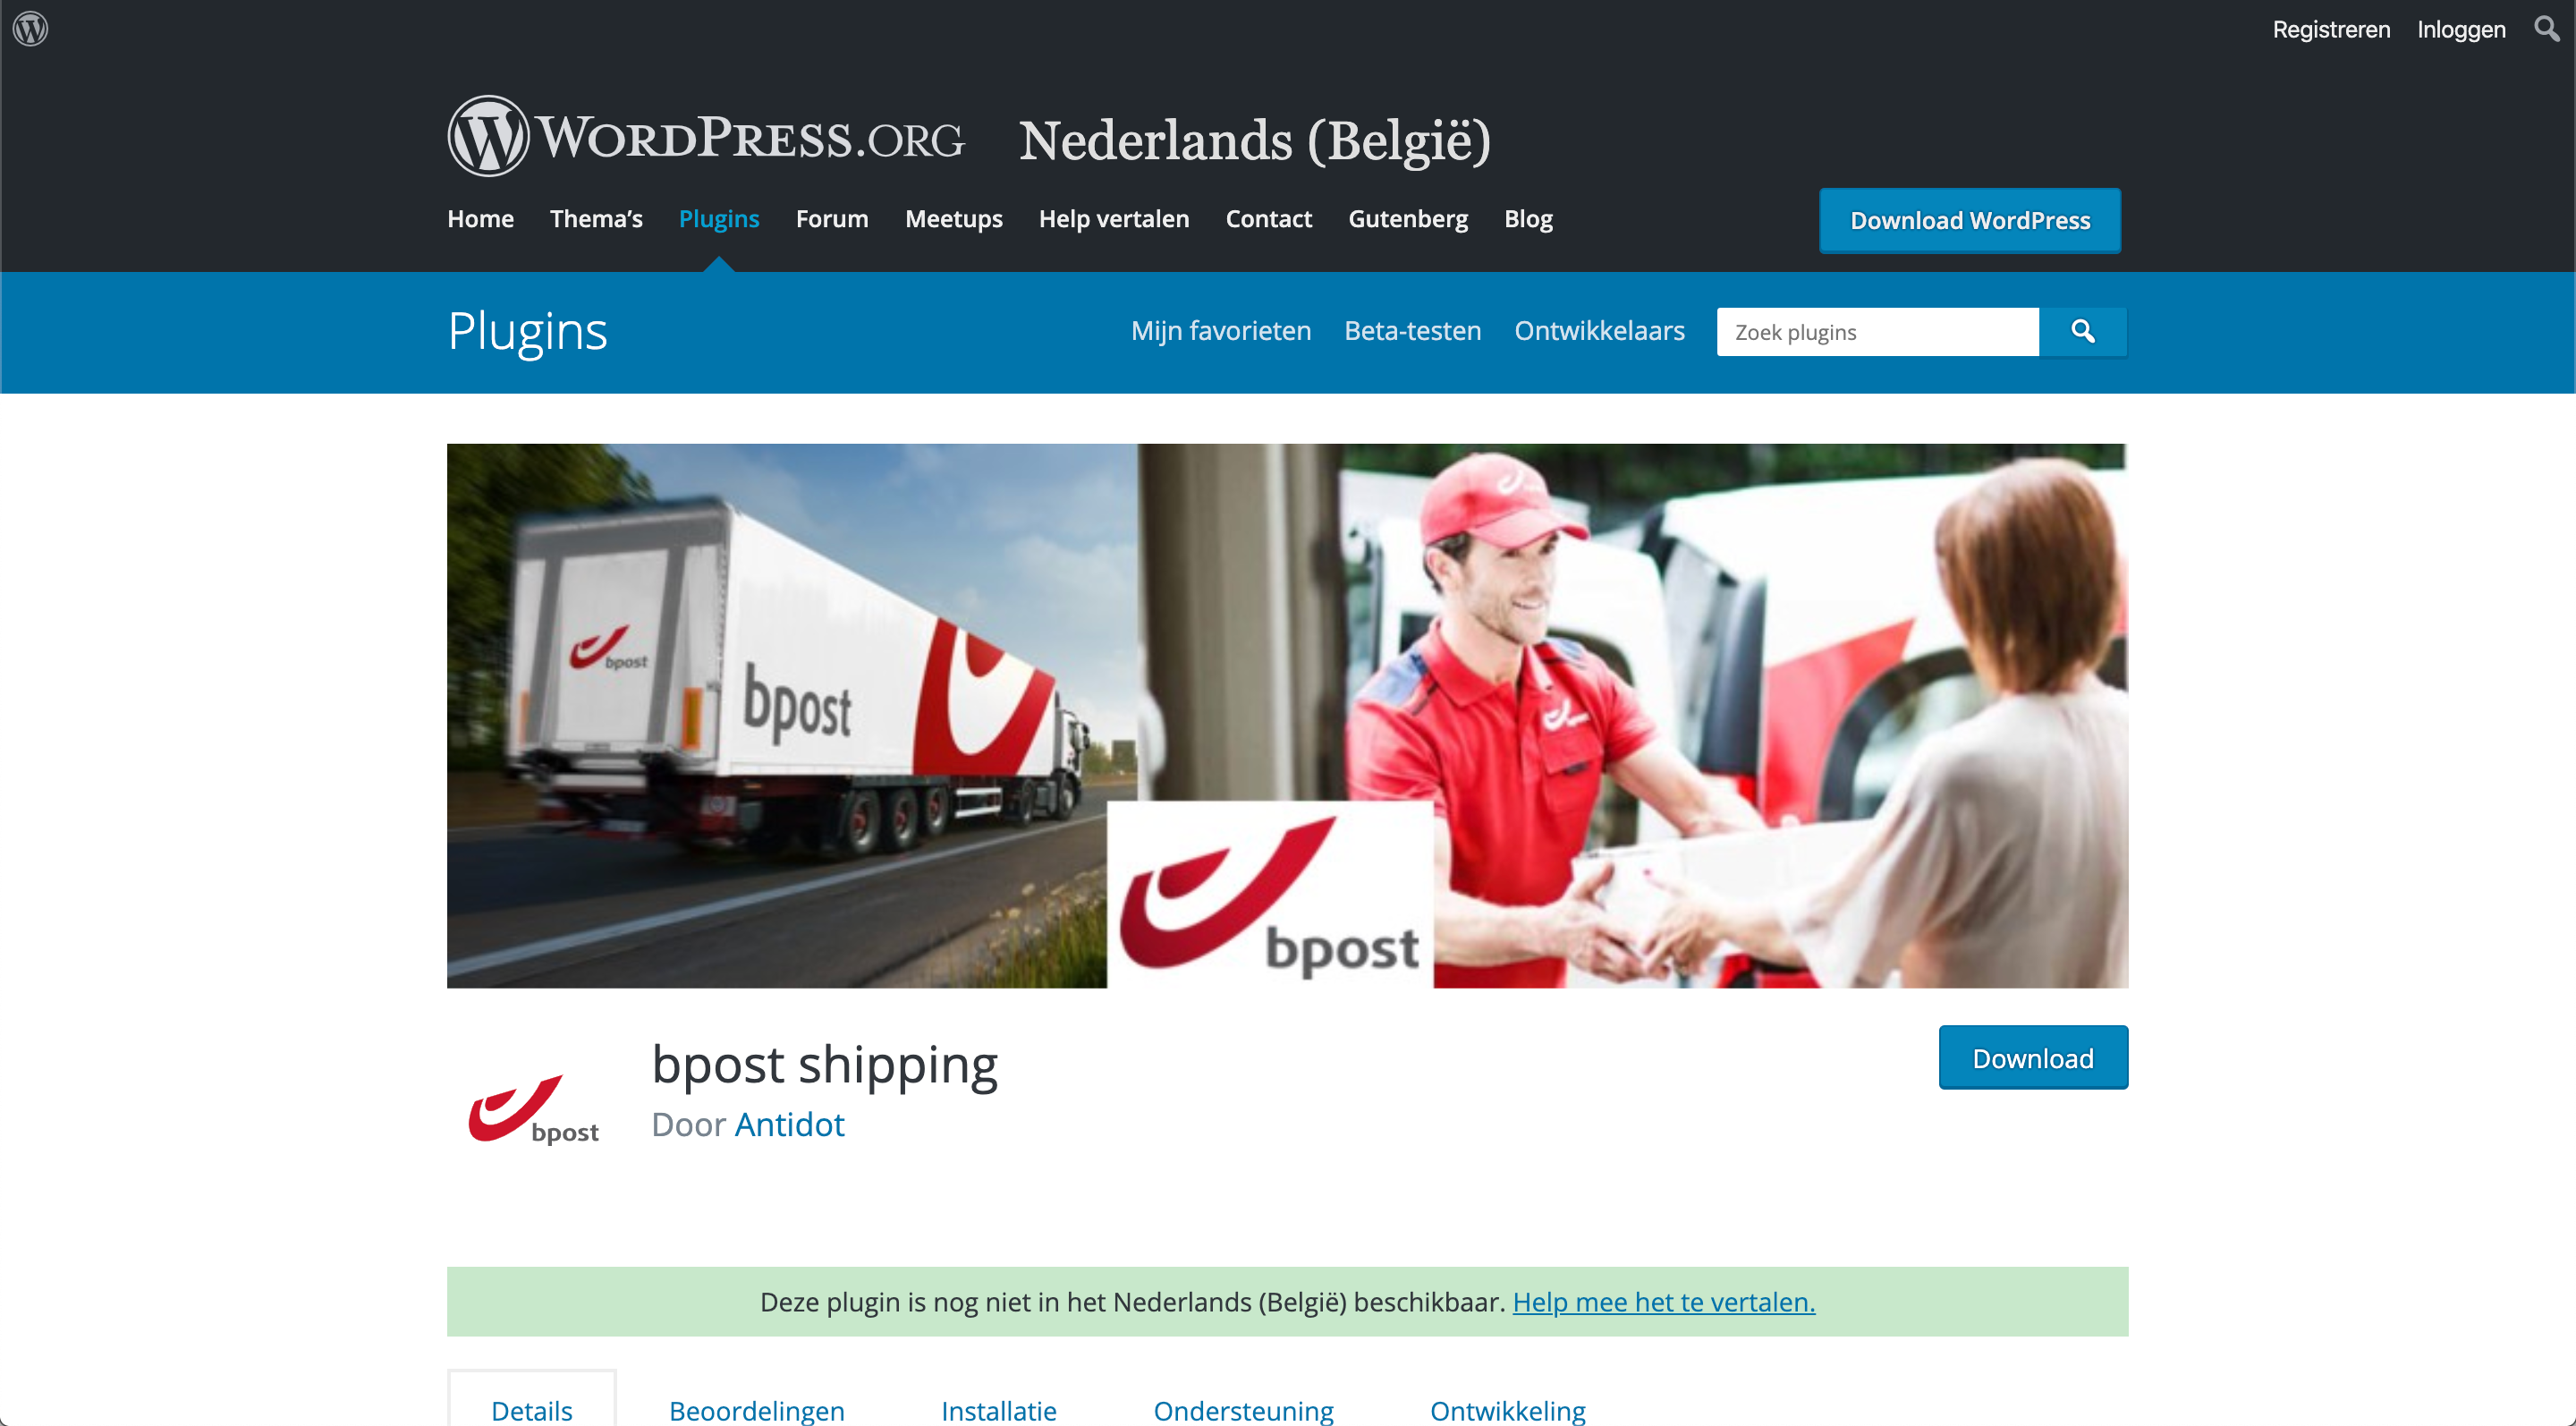 Registreren Inloggen
WORDPRESS.ORG Nederlands (België)
Home Thema's Plugins Forum Meetups Help vertalen Contact Gutenberg Blog Download WordPress
Plugins Mijn favorieten Beta-testen Ontwikkelaars Zoek plugins
bpost
bpost
bpost
bpost shipping
Download
Door Antidot
bpost
Deze plugin is nog niet in het Nederlands (België) beschikbaar. Help mee het te vertalen.
Details Beoordelingen Installatie Ondersteuning Ontwikkeling